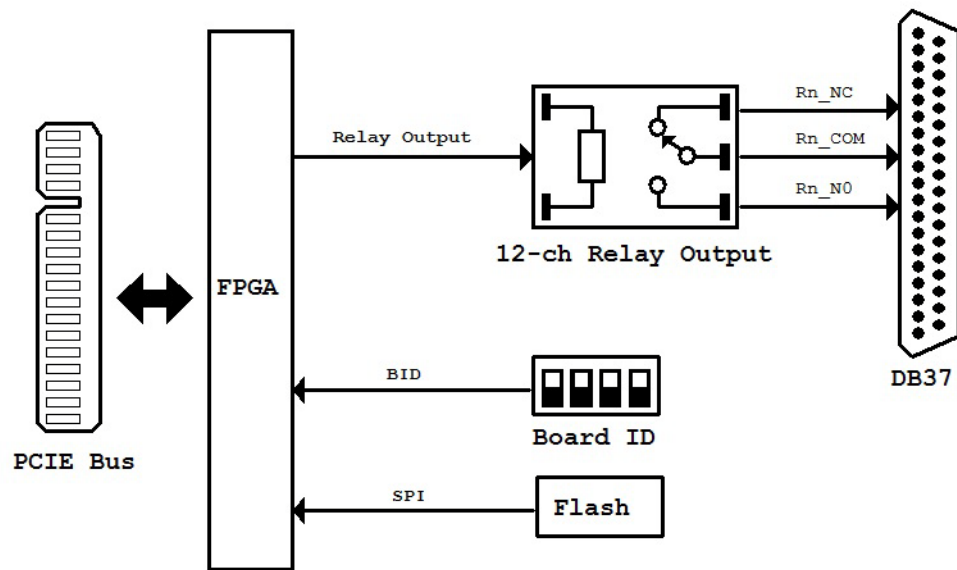 Rn_NC
Relay Output
Rn_COM
Rn_N0
12-ch Relay Output
FPGA
BID
DB37
Board ID
PCIE Bus
SPI
Flash